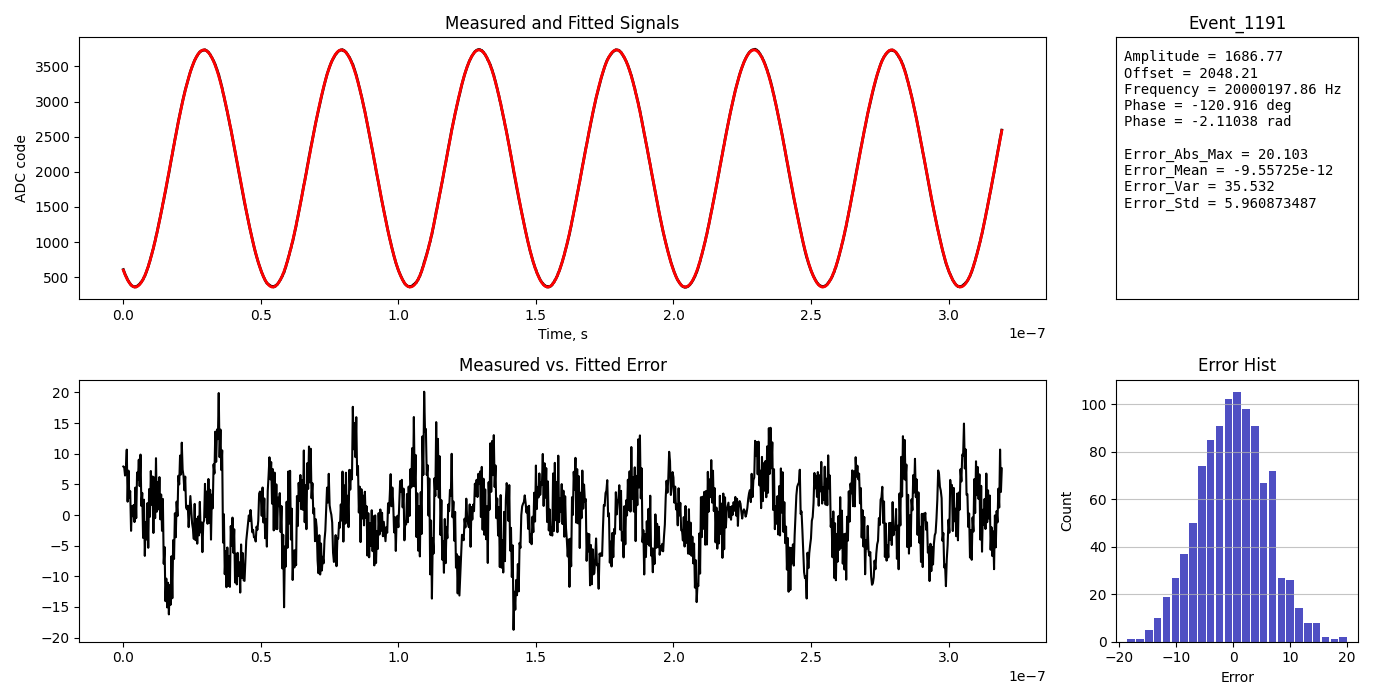 Measured and Fitted Signals
ADC code
3500
3000
2500
2000
1500
1000
500
0.0 0.5 1.0 1.5 2.0 2.5 3.0
Time, s
1e−7
Event_1191
Amplitude = 1686.77
Offset = 2048.21
Frequency = 20000197.86 Hz
Phase = -120.916 deg
Phase = -2.11038 rad
Error_Abs_Max = 20.103
Error_Mean = -9.55725e-12
Error_Var = 35.532
Error_Std = 5.960873487
Measured vs. Fitted Error
20
15
10
5
0
−5
−10
−15
−20
0.0 0.5 1.0 1.5 2.0 2.5 3.0
1e−7
Error Hist
Count
100
80
60
40
20
0
−20 −10 0 10 20
Error